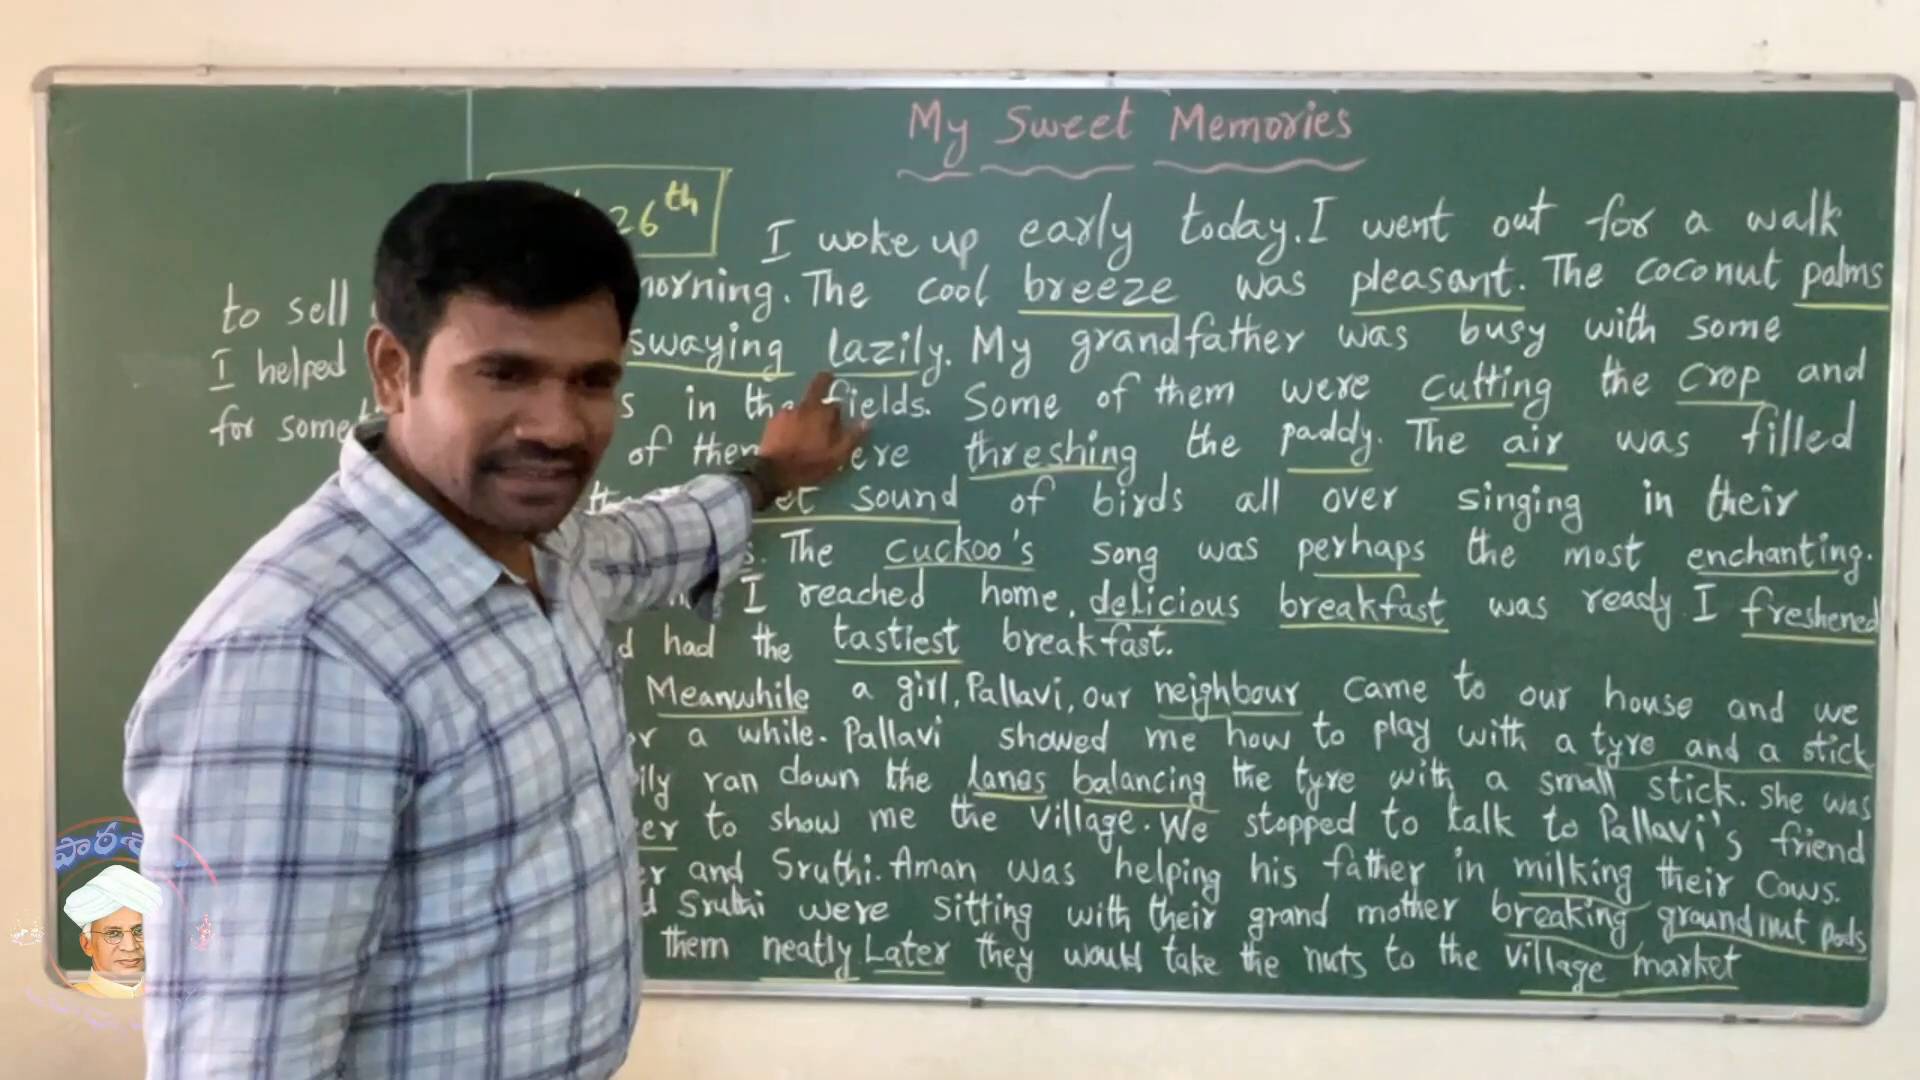 My Sweet Memories
26th
I woke up early today. I went out for a walk
morning. The cool breeze was pleasant. The coconut palms
swaying lazily. My grandfather was busy with some
in the fields. Some of them were cutting the crop and
of them threshing the paddy. The air was filled
sound of birds all over singing in their
The cuckoo's song was perhaps the most enchanting.
I reached home, delicious breakfast was ready. I freshened
had the tastiest breakfast.
Meanwhile a girl, Pallavi, our neighbour came to our house and we
a while. Pallavi showed me how to play with a tyre and a stick
ran down the lanes balancing the tyre with a small stick. She was
to show me the village. We stopped to talk to Pallavi's friend
and Sruthi. Aman was helping his father in milking their cows.
Sruthi were sitting with their grand mother breaking ground nut pods
them neatly Later they would take the nuts to the village market
to sell
I helped
for some